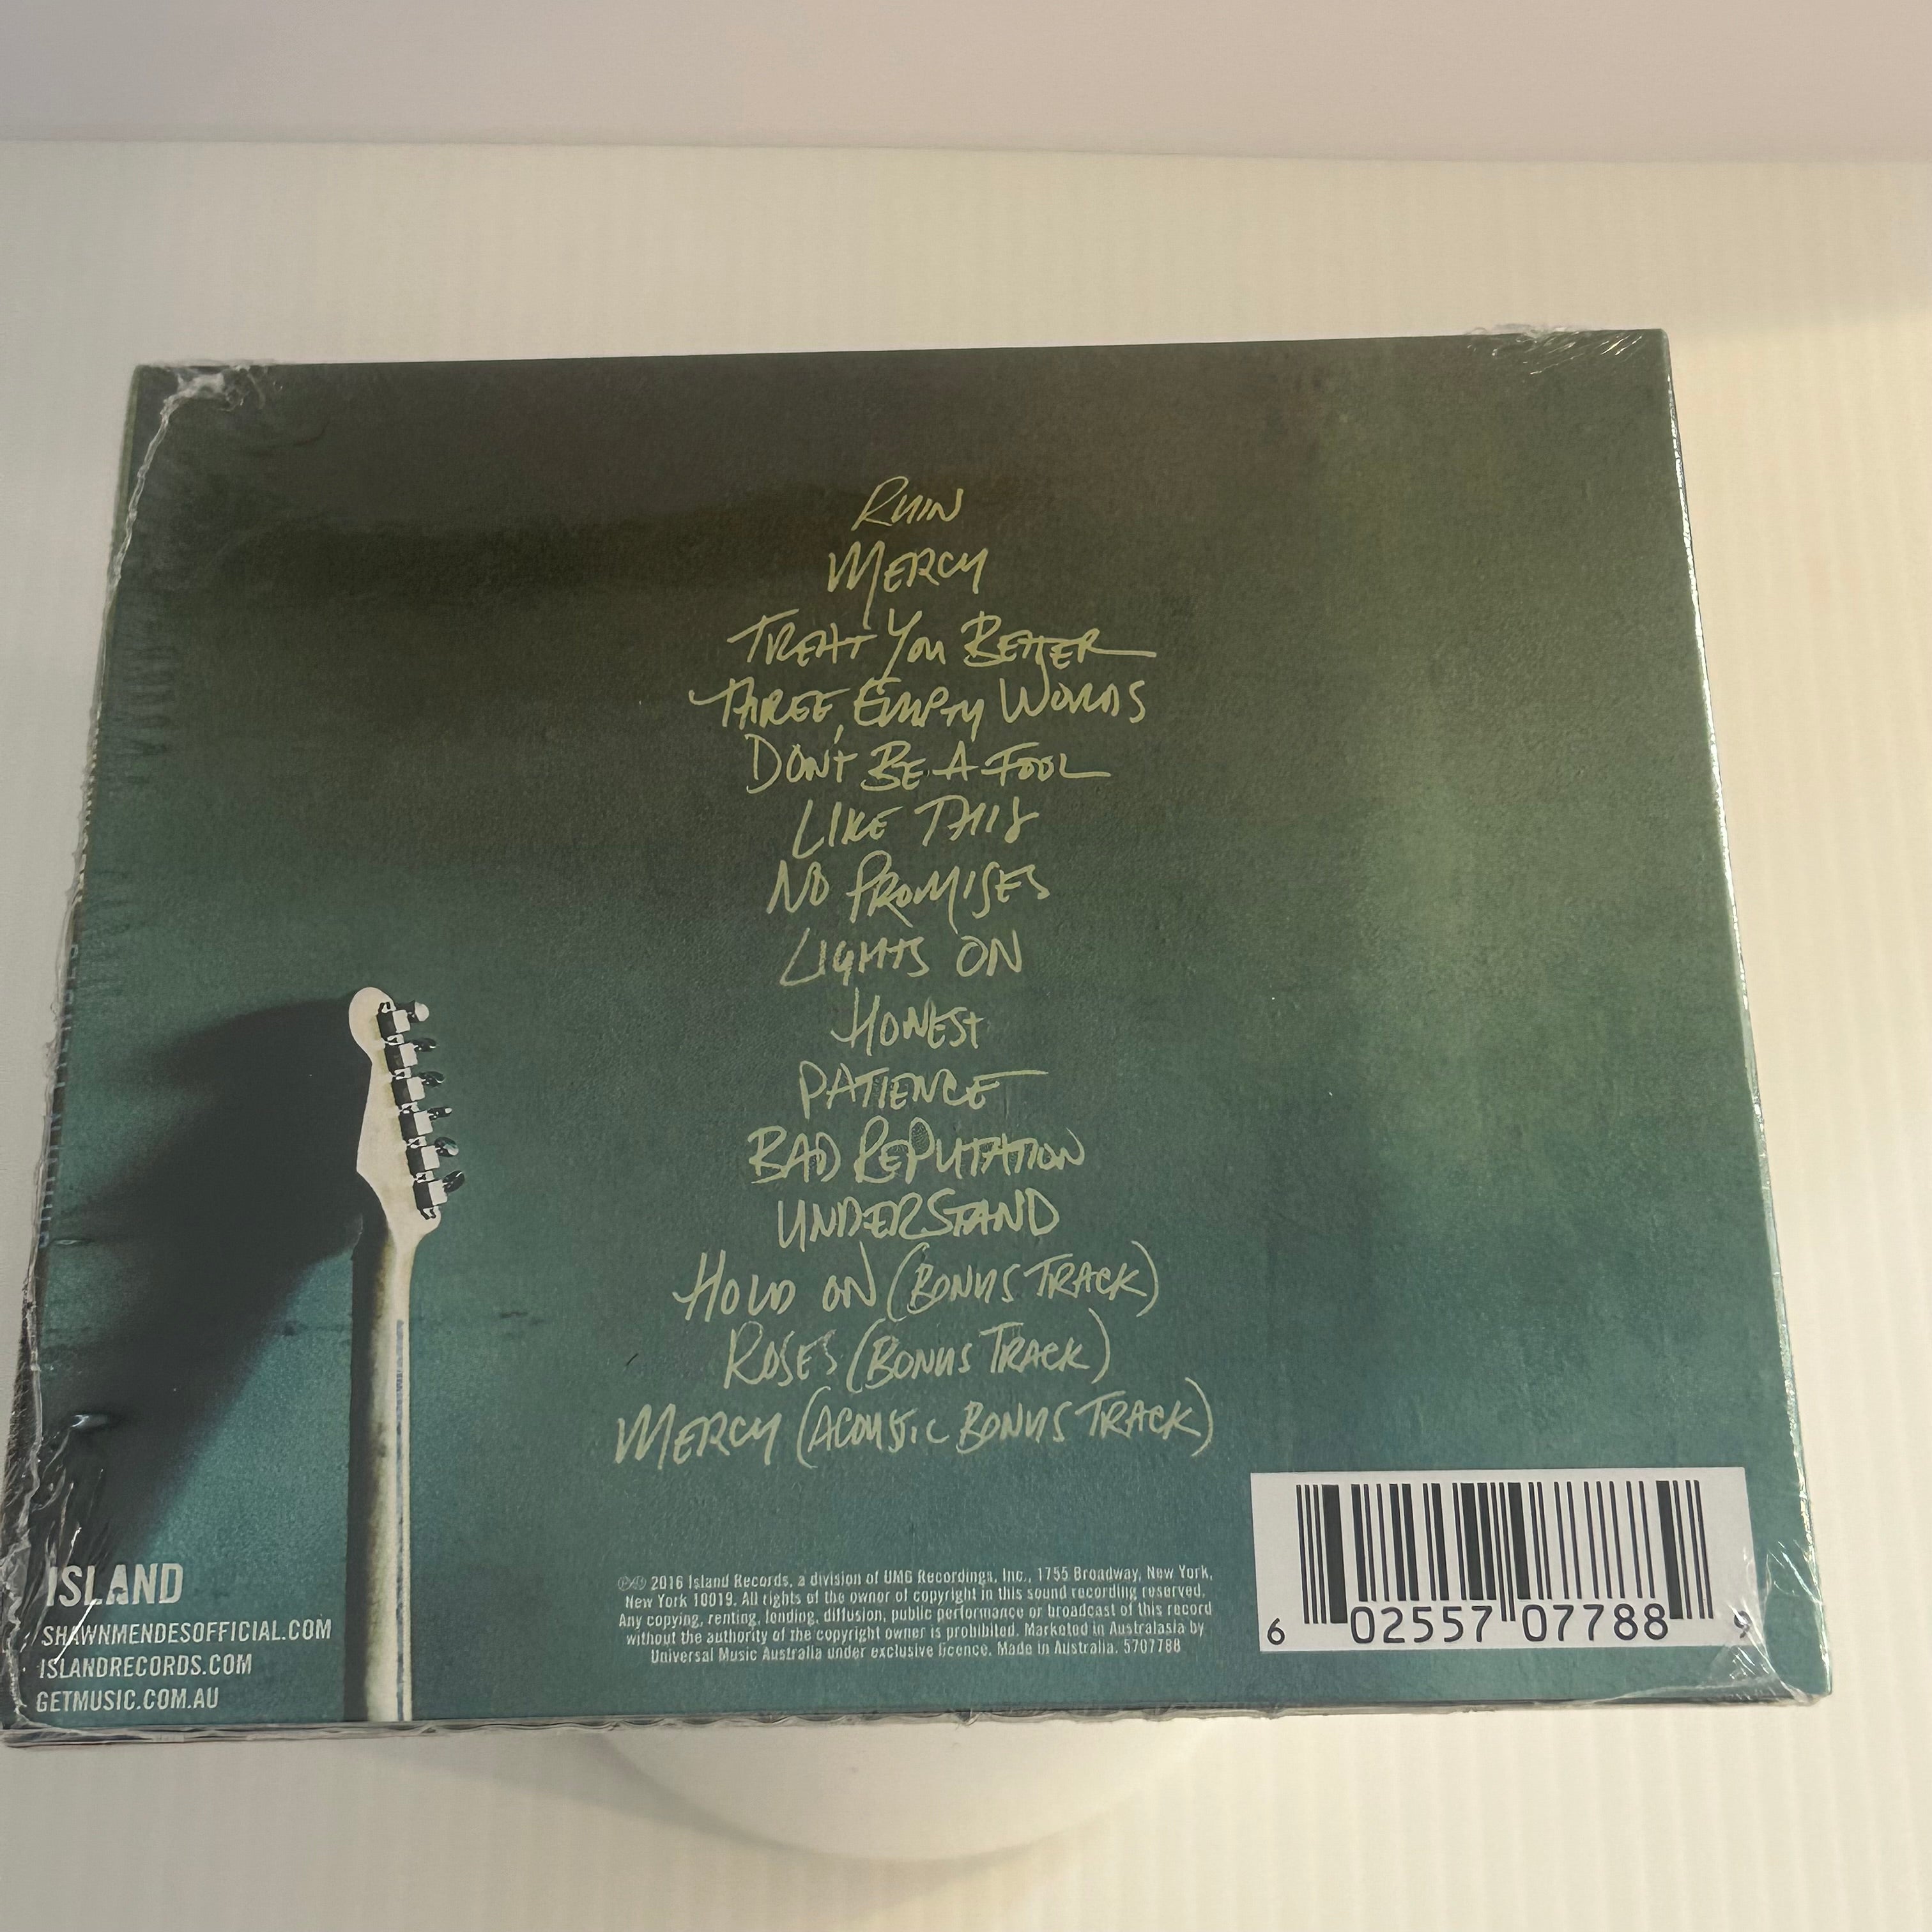 RUIN
MERCY
TREAT YOU BETTER
THREE EMPTY WORDS
DON'T BE A FOOL
LIKE THIS
NO PROMISES
LIGHTS ON
HONEST
PATIENCE
BAD REPUTATION
UNDERSTAND
HOLD ON (BONUS TRACK)
ROSES (BONUS TRACK)
MERCY (ACOUSTIC BONUS TRACK)
ISLAND
SHAWNMENDESOFFICIAL.COM
ISLANDRECORDS.COM
GETMUSIC.COM.AU
℗© 2016 Island Records, a division of UMG Recordings, Inc., 1755 Broadway, New York,
New York 10019. All rights of the owner of copyright in this sound recording reserved.
Any copying, renting, lending, diffusion, public performance or broadcast of this record
without the authority of the copyright owner is prohibited. Marketed in Australasia by
Universal Music Australia under exclusive licence. Made in Australia. 5707788
6 02557 07788 9